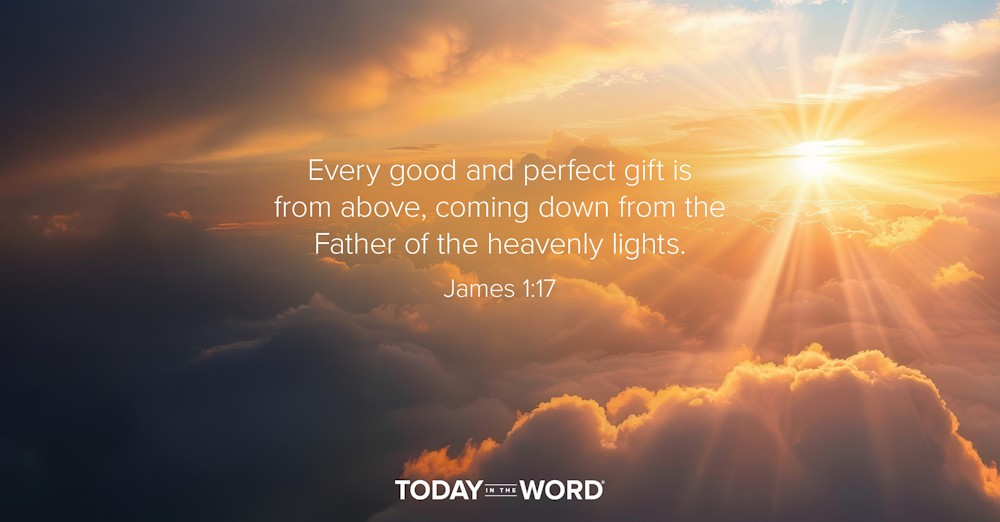 Every good and perfect gift is
from above, coming down from the
Father of the heavenly lights.
James 1:17
TODAY IN THE WORD®